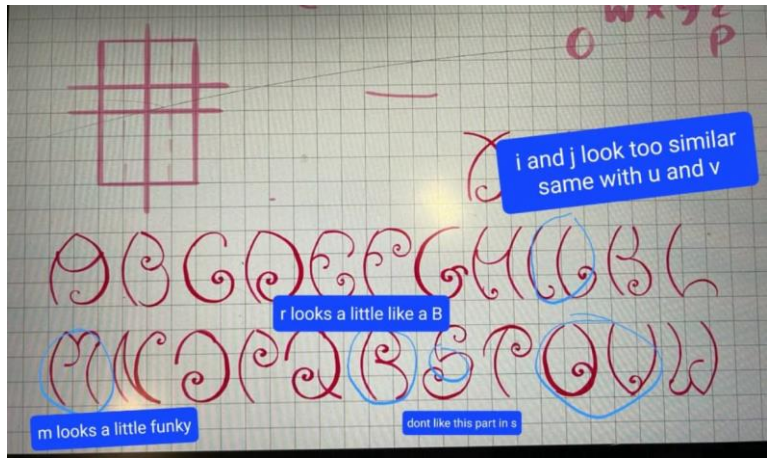 W X Y Z
O P
i and j look too similar
same with u and v
A B C D E F G H I J K L
r looks a little like a B
M N O P Q R S T U V W
m looks a little funky
dont like this part in s